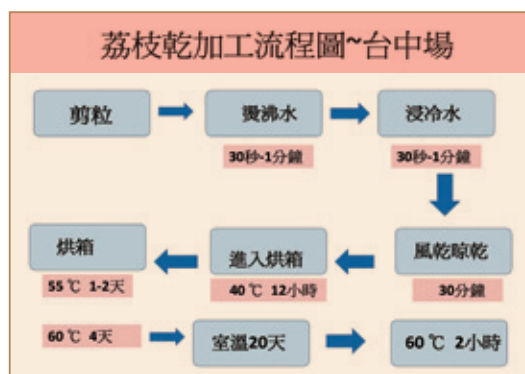 荔枝乾加工流程圖~台中場
剪粒
燙沸水
浸冷水
30秒-1分鐘
30秒-1分鐘
風乾晾乾
進入烘箱
烘箱
30分鐘
40℃ 12小時
55℃ 1-2天
60℃ 4天
室溫20天
60℃ 2小時